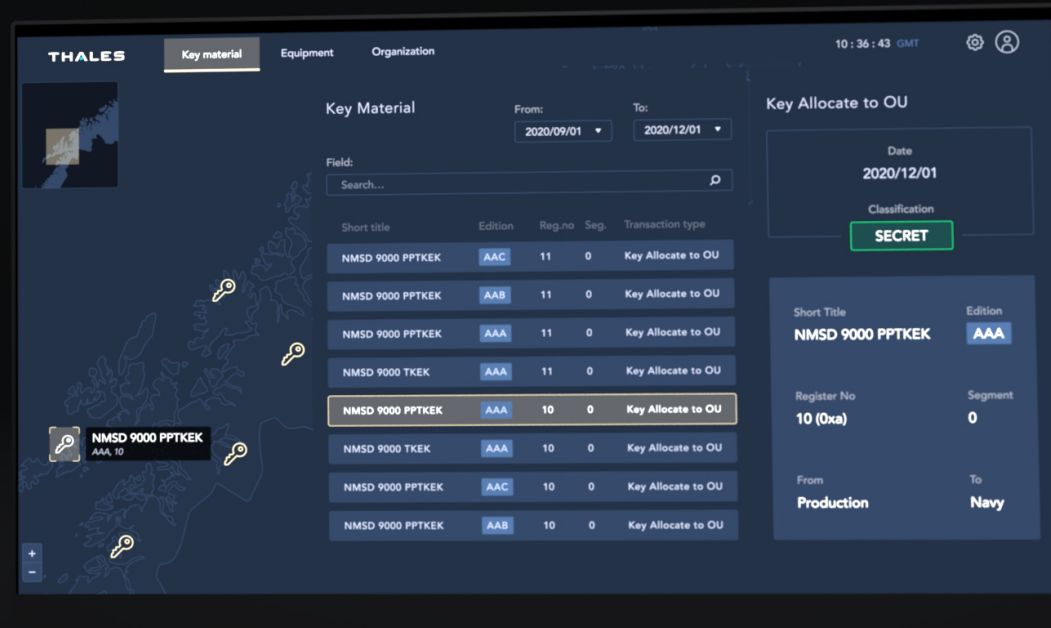 THALES
Key material
Equipment
Organization
10 : 36 : 43 GMT
Key Material
From:
2020/09/01
To:
2020/12/01
Field:
Search...
Short title Edition Reg.no Seg. Transaction type
NMSD 9000 PPTKEK AAC 11 0 Key Allocate to OU
NMSD 9000 PPTKEK AAB 11 0 Key Allocate to OU
NMSD 9000 PPTKEK AAA 11 0 Key Allocate to OU
NMSD 9000 TKEK AAA 11 0 Key Allocate to OU
NMSD 9000 PPTKEK AAA 10 0 Key Allocate to OU
NMSD 9000 TKEK AAA 10 0 Key Allocate to OU
NMSD 9000 PPTKEK AAC 10 0 Key Allocate to OU
NMSD 9000 PPTKEK AAB 10 0 Key Allocate to OU
NMSD 9000 PPTKEK
AAA, 10
+
−
Key Allocate to OU
Date
2020/12/01
Classification
SECRET
Short Title Edition
NMSD 9000 PPTKEK AAA
Register No Segment
10 (0xa) 0
From To
Production Navy